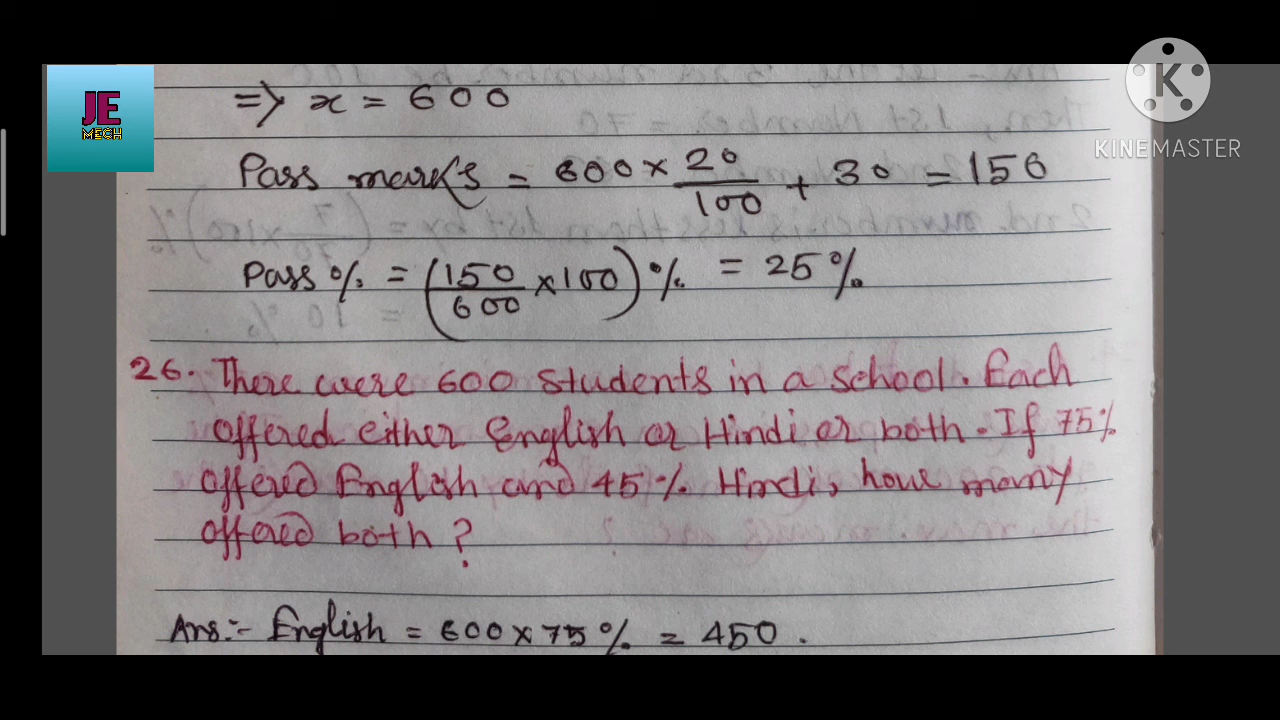 JE
MECH
KINEMASTER
=> x = 600
Pass marks = 600 × 20/100 + 30 = 150
Pass % = (150/600 × 100) % = 25%
26. There were 600 students in a school. Each
offered either English or Hindi or both. If 75%
offered English and 45% Hindi, how many
offered both ?
Ans:- English = 600 × 75% = 450.